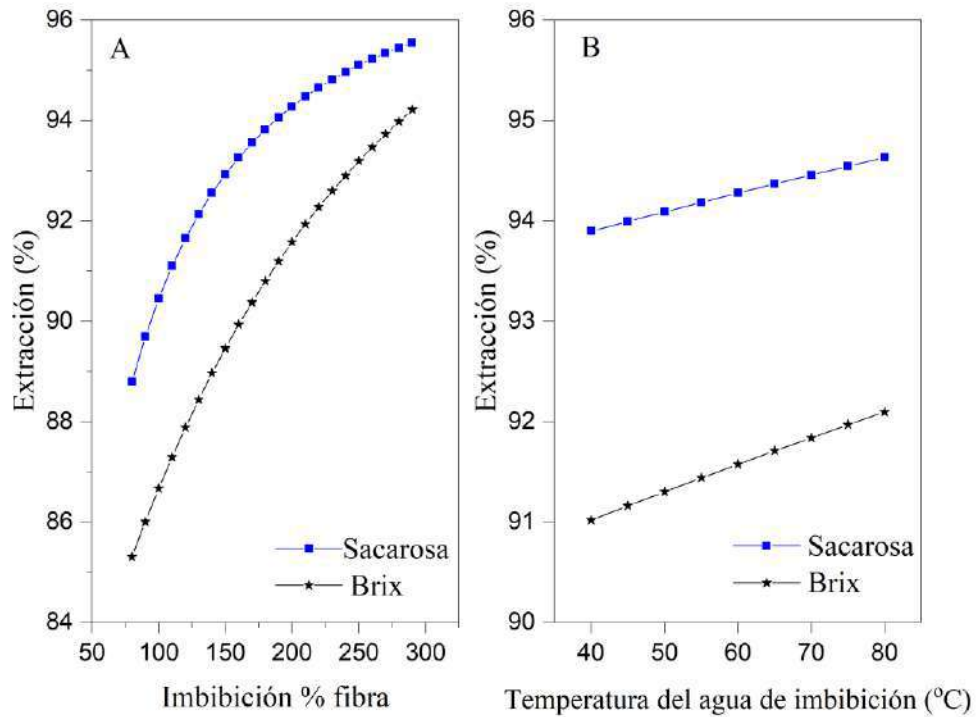 A
96
94
92
90
88
86
84
Extracción (%)
Sacarosa
Brix
50 100 150 200 250 300
Imbibición % fibra
B
96
95
94
93
92
91
90
Extracción (%)
Sacarosa
Brix
40 50 60 70 80
Temperatura del agua de imbibición (°C)